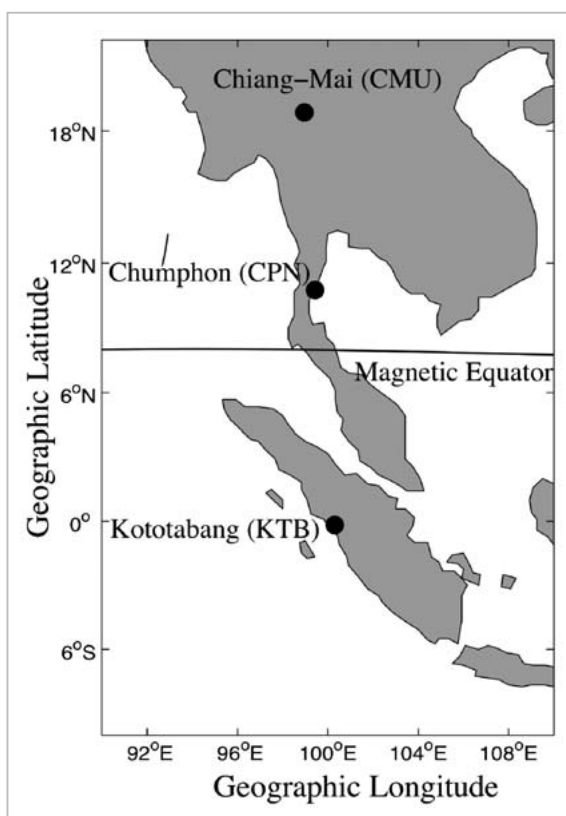 Chiang–Mai (CMU)
18°N
Chumphon (CPN)
12°N
Magnetic Equator
6°N
Kototabang (KTB)
0°
6°S
92°E 96°E 100°E 104°E 108°E
Geographic Longitude
Geographic Latitude